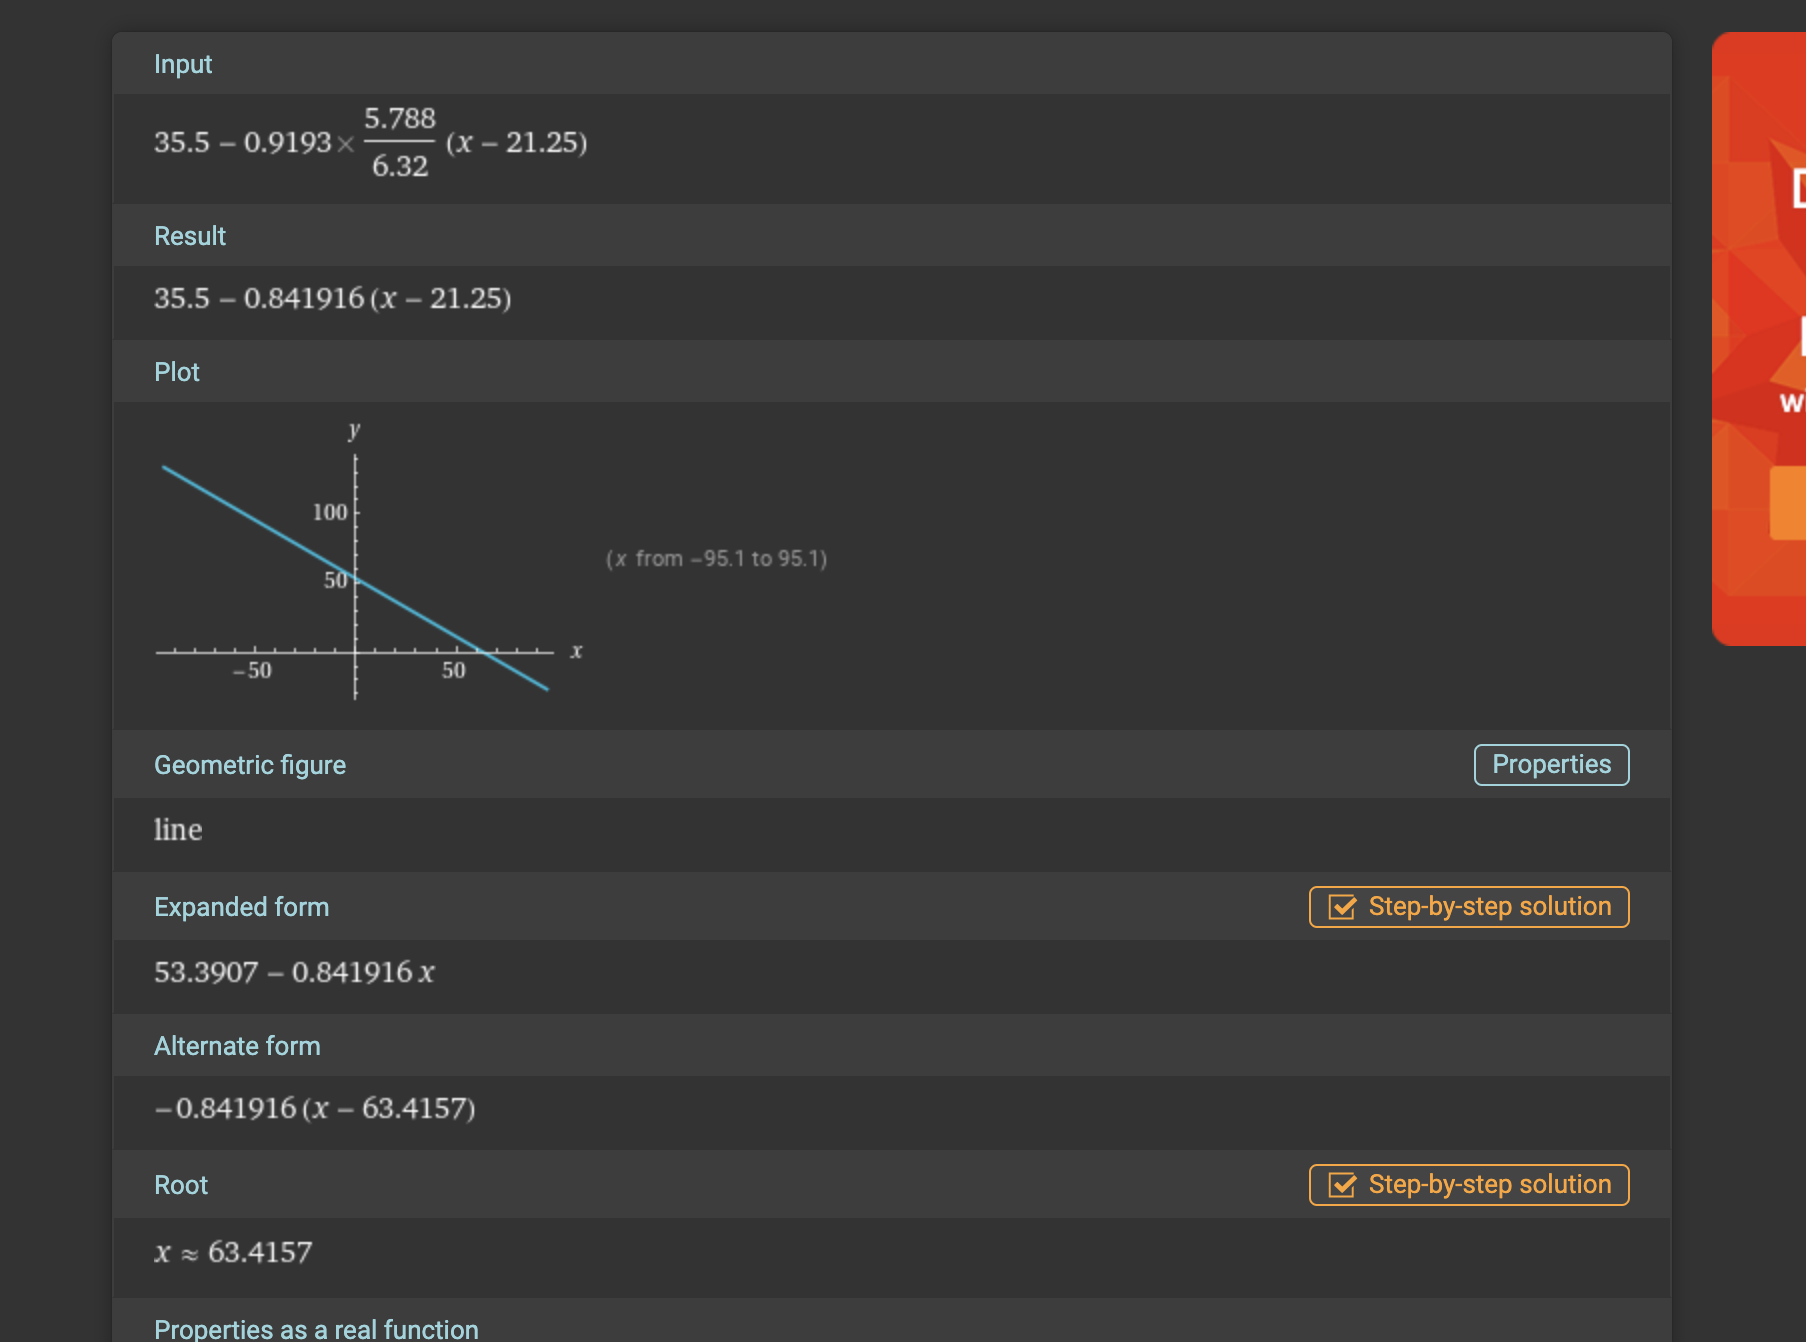 Input
35.5 – 0.9193 × 5.788/6.32 (x – 21.25)
Result
35.5 – 0.841916 (x – 21.25)
Plot
y
100
50
(x from –95.1 to 95.1)
x
–50 50
Geometric figure Properties
line
Expanded form Step-by-step solution
53.3907 – 0.841916 x
Alternate form
–0.841916 (x – 63.4157)
Root Step-by-step solution
x ≈ 63.4157
Properties as a real function